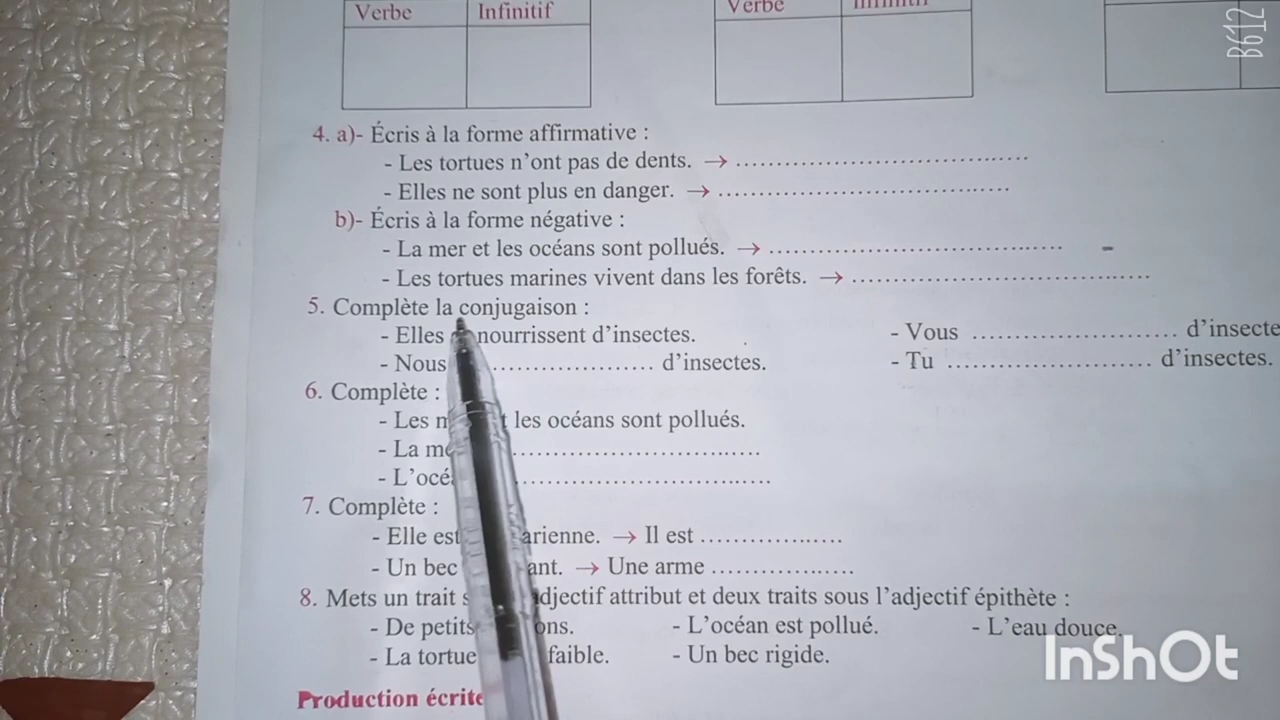 Verbe Infinitif Verbe Infinitif
B612
4. a)- Écris à la forme affirmative :
- Les tortues n'ont pas de dents. → ....................................
- Elles ne sont plus en danger. → ....................................
b)- Écris à la forme négative :
- La mer et les océans sont pollués. → ....................................
- Les tortues marines vivent dans les forêts. → ....................................
5. Complète la conjugaison :
- Elles nourrissent d'insectes. - Vous ......................... d'insecte
- Nous .................... d'insectes. - Tu ......................... d'insectes.
6. Complète :
- Les les océans sont pollués.
- La ..............................
- L' ..............................
7. Complète :
- Elle est arienne. → Il est ..................
- Un bec ant. → Une arme ..................
8. Mets un trait adjectif attribut et deux traits sous l'adjectif épithète :
- De petits ons. - L'océan est pollué. - L'eau douce.
- La tortue faible. - Un bec rigide.
InShOt
Production écrite